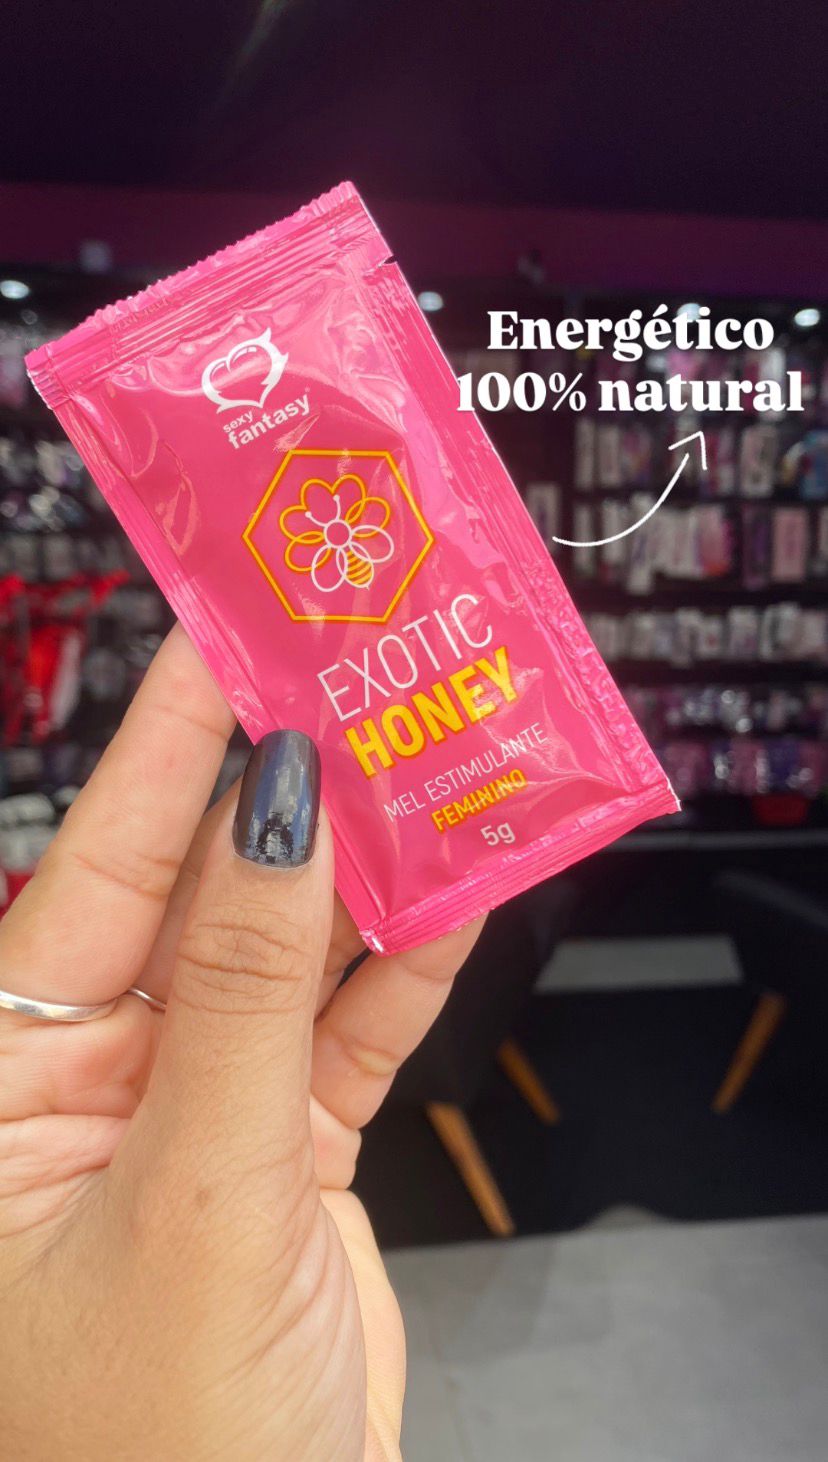 Energético
100% natural
sexy
fantasy®
EXOTIC
HONEY
MEL ESTIMULANTE
FEMININO
5g